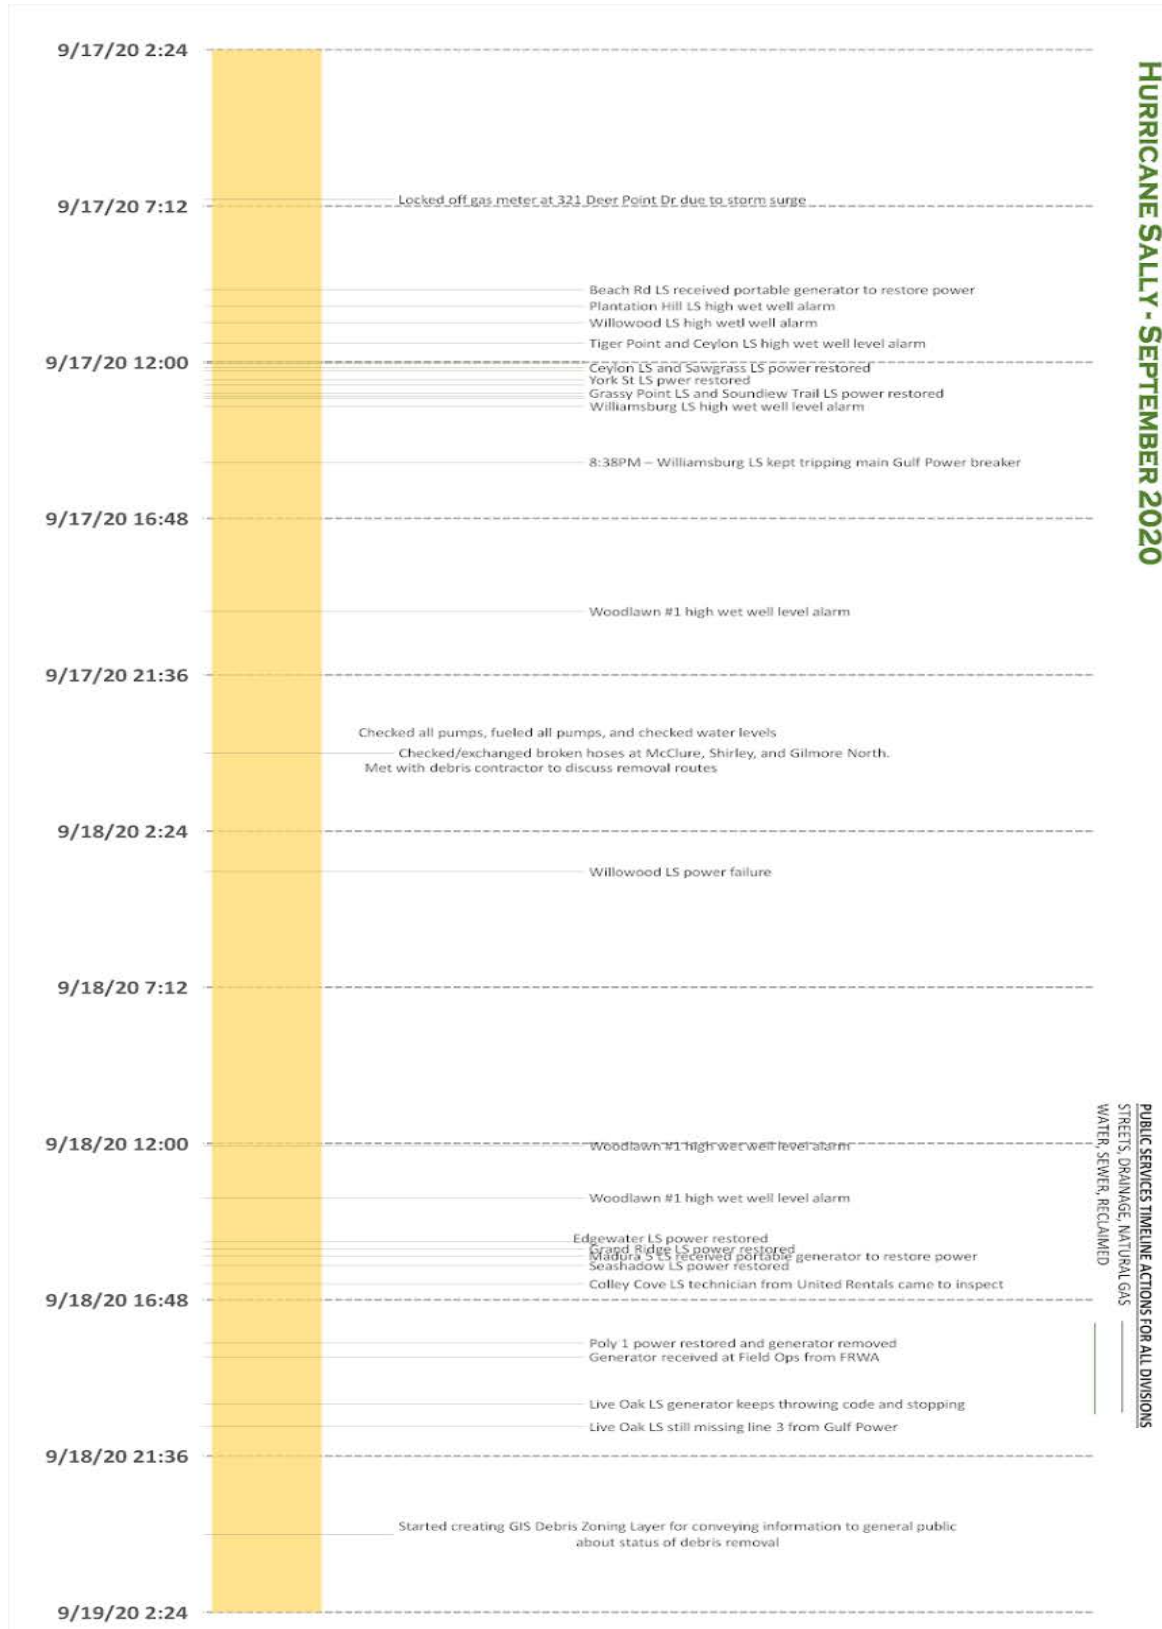 HURRICANE SALLY - SEPTEMBER 2020
9/17/20 2:24
Locked off gas meter at 321 Deer Point Dr due to storm surge
9/17/20 7:12
Beach Rd LS received portable generator to restore power
Plantation Hill LS high wet well alarm
Willowood LS high wetl well alarm
Tiger Point and Ceylon LS high wet well level alarm
9/17/20 12:00
Ceylon LS and Sawgrass LS power restored
York St LS pwer restored
Grassy Point LS and Soundiew Trail LS power restored
Williamsburg LS high wet well level alarm
8:38PM – Williamsburg LS kept tripping main Gulf Power breaker
9/17/20 16:48
Woodlawn #1 high wet well level alarm
9/17/20 21:36
Checked all pumps, fueled all pumps, and checked water levels
Checked/exchanged broken hoses at McClure, Shirley, and Gilmore North.
Met with debris contractor to discuss removal routes
9/18/20 2:24
Willowood LS power failure
9/18/20 7:12
9/18/20 12:00
Woodlawn #1 high wet well level alarm
Woodlawn #1 high wet well level alarm
Edgewater LS power restored
Grand Ridge LS power restored
Madura 5 LS received portable generator to restore power
Seashadow LS power restored
Colley Cove LS technician from United Rentals came to inspect
9/18/20 16:48
Poly 1 power restored and generator removed
Generator received at Field Ops from FRWA
Live Oak LS generator keeps throwing code and stopping
Live Oak LS still missing line 3 from Gulf Power
9/18/20 21:36
Started creating GIS Debris Zoning Layer for conveying information to general public
about status of debris removal
9/19/20 2:24
PUBLIC SERVICES TIMELINE ACTIONS FOR ALL DIVISIONS
STREETS, DRAINAGE, NATURAL GAS
WATER, SEWER, RECLAIMED